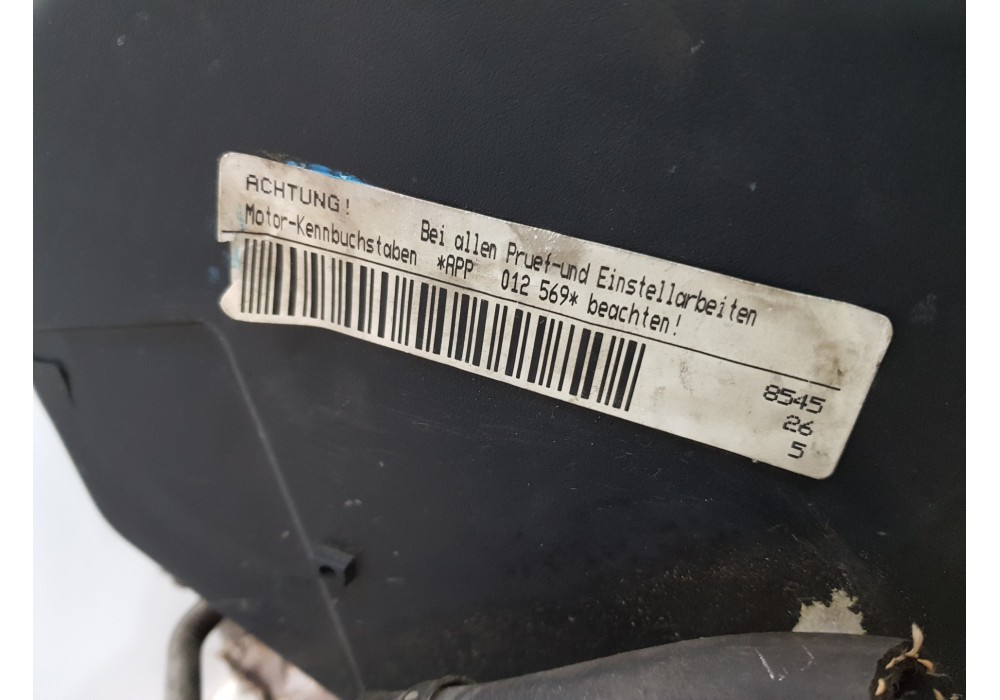 ACHTUNG!
Bei allen Pruef-und Einstellarbeiten
Motor-Kennbuchstaben *APP 012 569* beachten!
8545
26
5